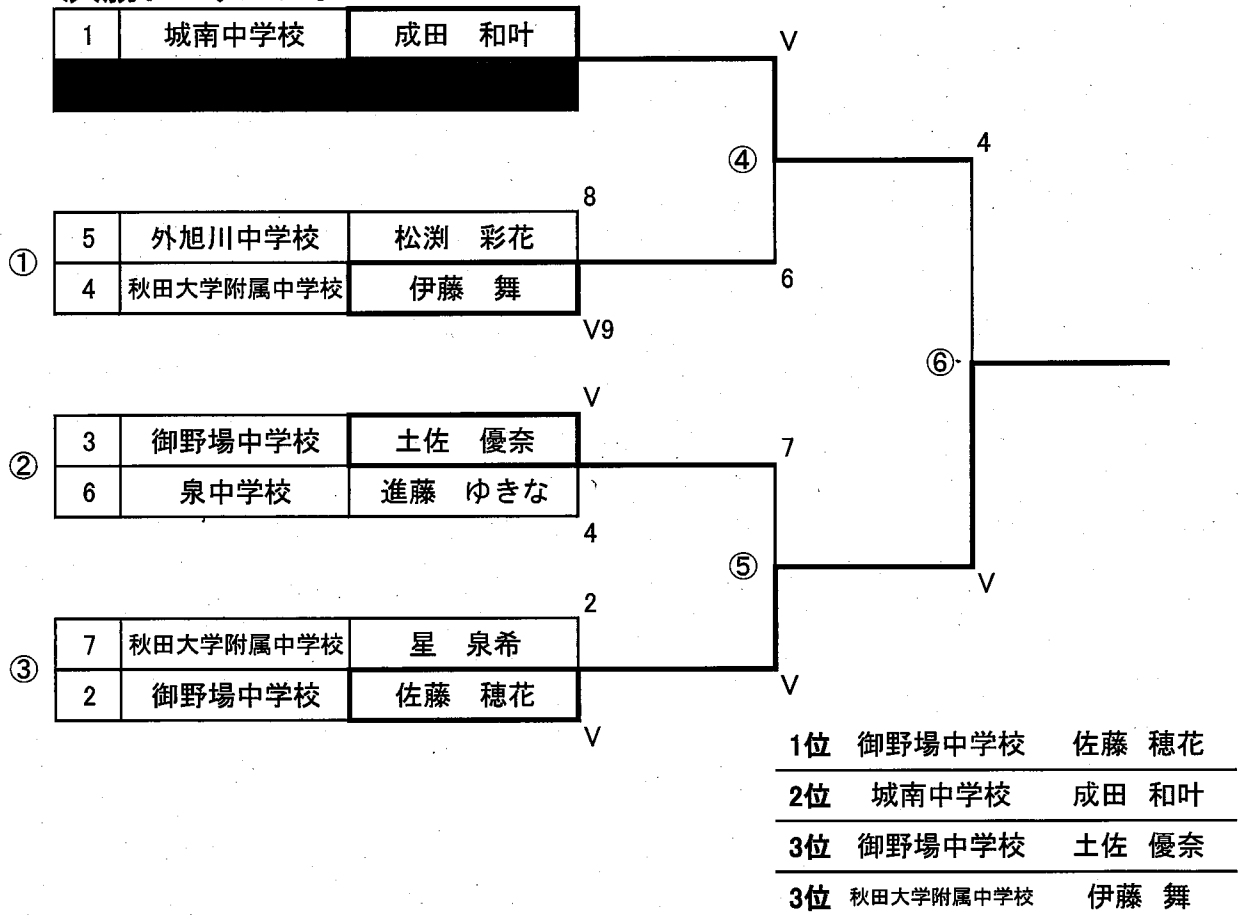 1 城南中学校 成田 和叶
V
④
4
8
5 外旭川中学校 松渕 彩花
①
4 秋田大学附属中学校 伊藤 舞
6
V9
⑥
V
3 御野場中学校 土佐 優奈
7
②
6 泉中学校 進藤 ゆきな
4
⑤
V
2
7 秋田大学附属中学校 星 泉希
③
2 御野場中学校 佐藤 穂花
V
V
1位 御野場中学校 佐藤 穂花
2位 城南中学校 成田 和叶
3位 御野場中学校 土佐 優奈
3位 秋田大学附属中学校 伊藤 舞